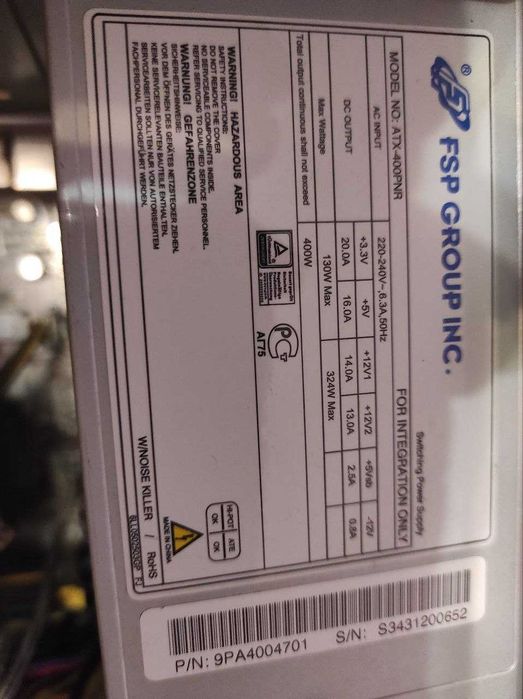 ® FSP GROUP INC.
Switching Power Supply
MODEL NO: ATX-400PNR
FOR INTEGRATION ONLY
AC INPUT 220-240V~,6.3A,50Hz
DC OUTPUT +3.3V +5V +12V1 +12V2 +5Vsb -12V
20.0A 16.0A 14.0A 13.0A 2.5A 0.8A
Max Wattage 130W Max 324W Max
Total output continuous shall not exceed 400W
WARNING! HAZARDOUS AREA
SAFETY INSTRUCTIONS:
DO NOT REMOVE THE COVER
NO SERVICEABLE COMPONENTS INSIDE.
REFER SERVICING TO QUALIFIED SERVICE PERSONNEL.
WARNUNG! GEFAHRENZONE
SICHERHEITSHINWEISE:
VOR DEM ÖFFNEN DES GERÄTES NETZSTECKER ZIEHEN.
KEINE SERVICERELEVANTEN BAUTEILE ENTHALTEN.
SERVICEARBEITEN SOLLTEN NUR VON AUTORISIERTEM
FACHPERSONAL DURCHGEFÜHRT WERDEN.
АГ75
HI-POT ATE
OK OK
MADE IN CHINA
W/NOISE KILLER / RoHS
P/N: 9PA4004701 S/N: S3431200652